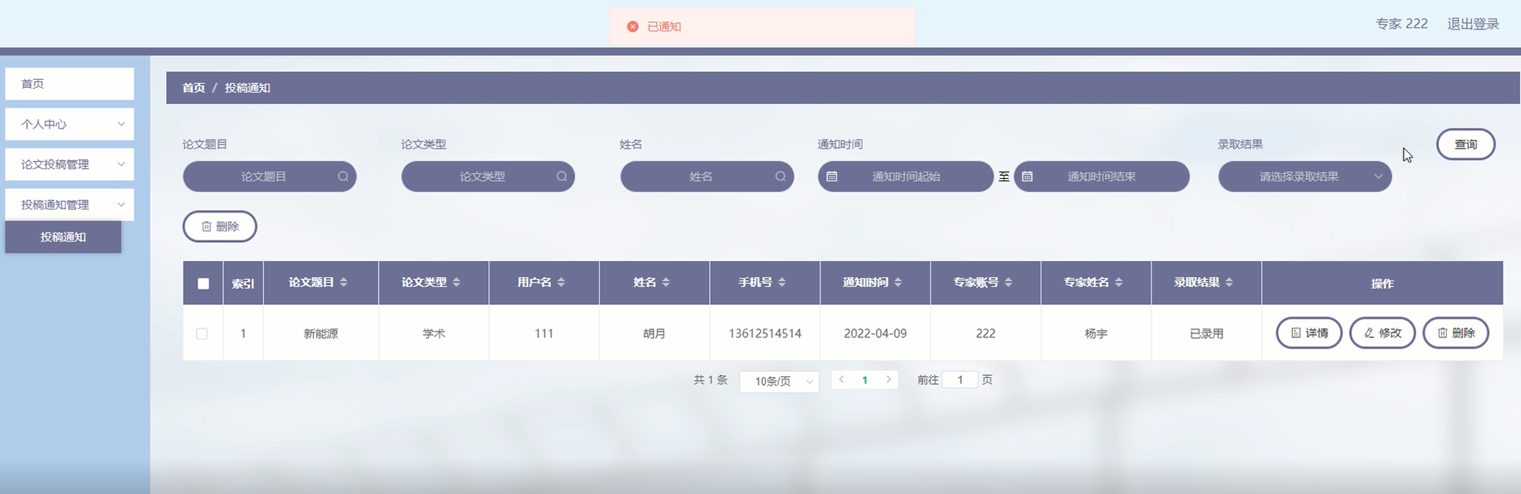 已通知
专家 222 退出登录
首页
个人中心
论文投稿管理
投稿通知管理
投稿通知
首页 / 投稿通知
论文题目 论文类型 姓名 通知时间 录取结果
论文题目 论文类型 姓名 通知时间起始 至 通知时间结束 请选择录取结果 查询
删除
索引 论文题目 论文类型 用户名 姓名 手机号 通知时间 专家账号 专家姓名 录取结果 操作
1 新能源 学术 111 胡月 13612514514 2022-04-09 222 杨宇 已录用 详情 修改 删除
共 1 条 10条/页 1 前往 1 页